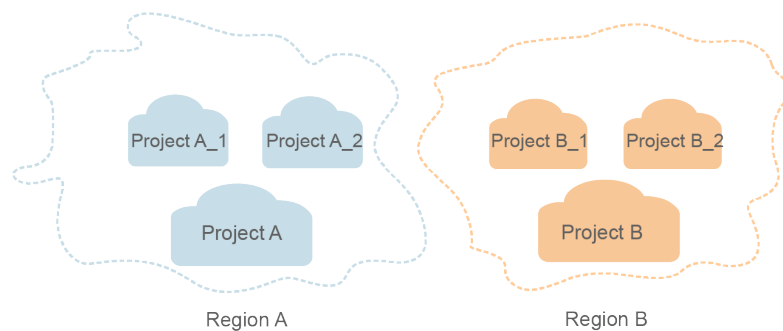 Project A_1
Project A_2
Project B_1
Project B_2
Project A
Project B
Region A
Region B